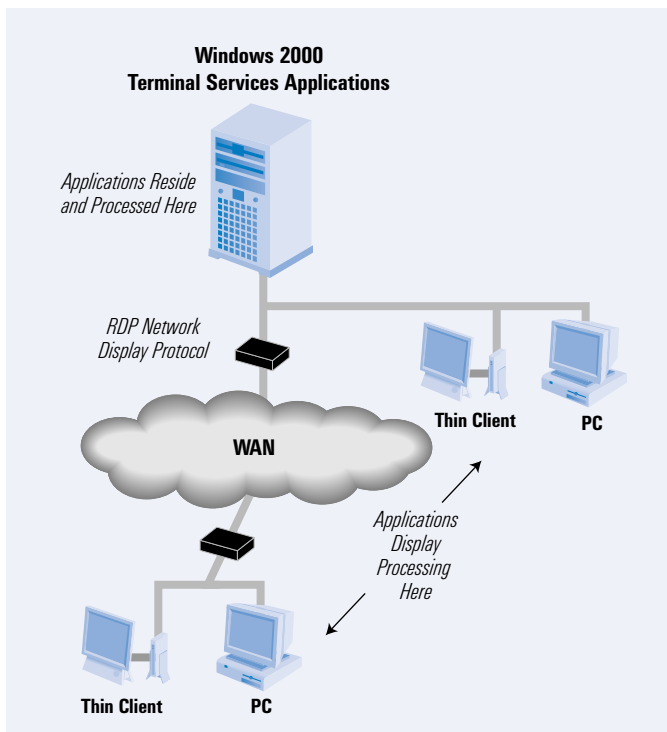 Windows 2000
Terminal Services Applications
Applications Reside
and Processed Here
RDP Network
Display Protocol
Thin Client
PC
WAN
Applications
Display
Processing
Here
Thin Client
PC